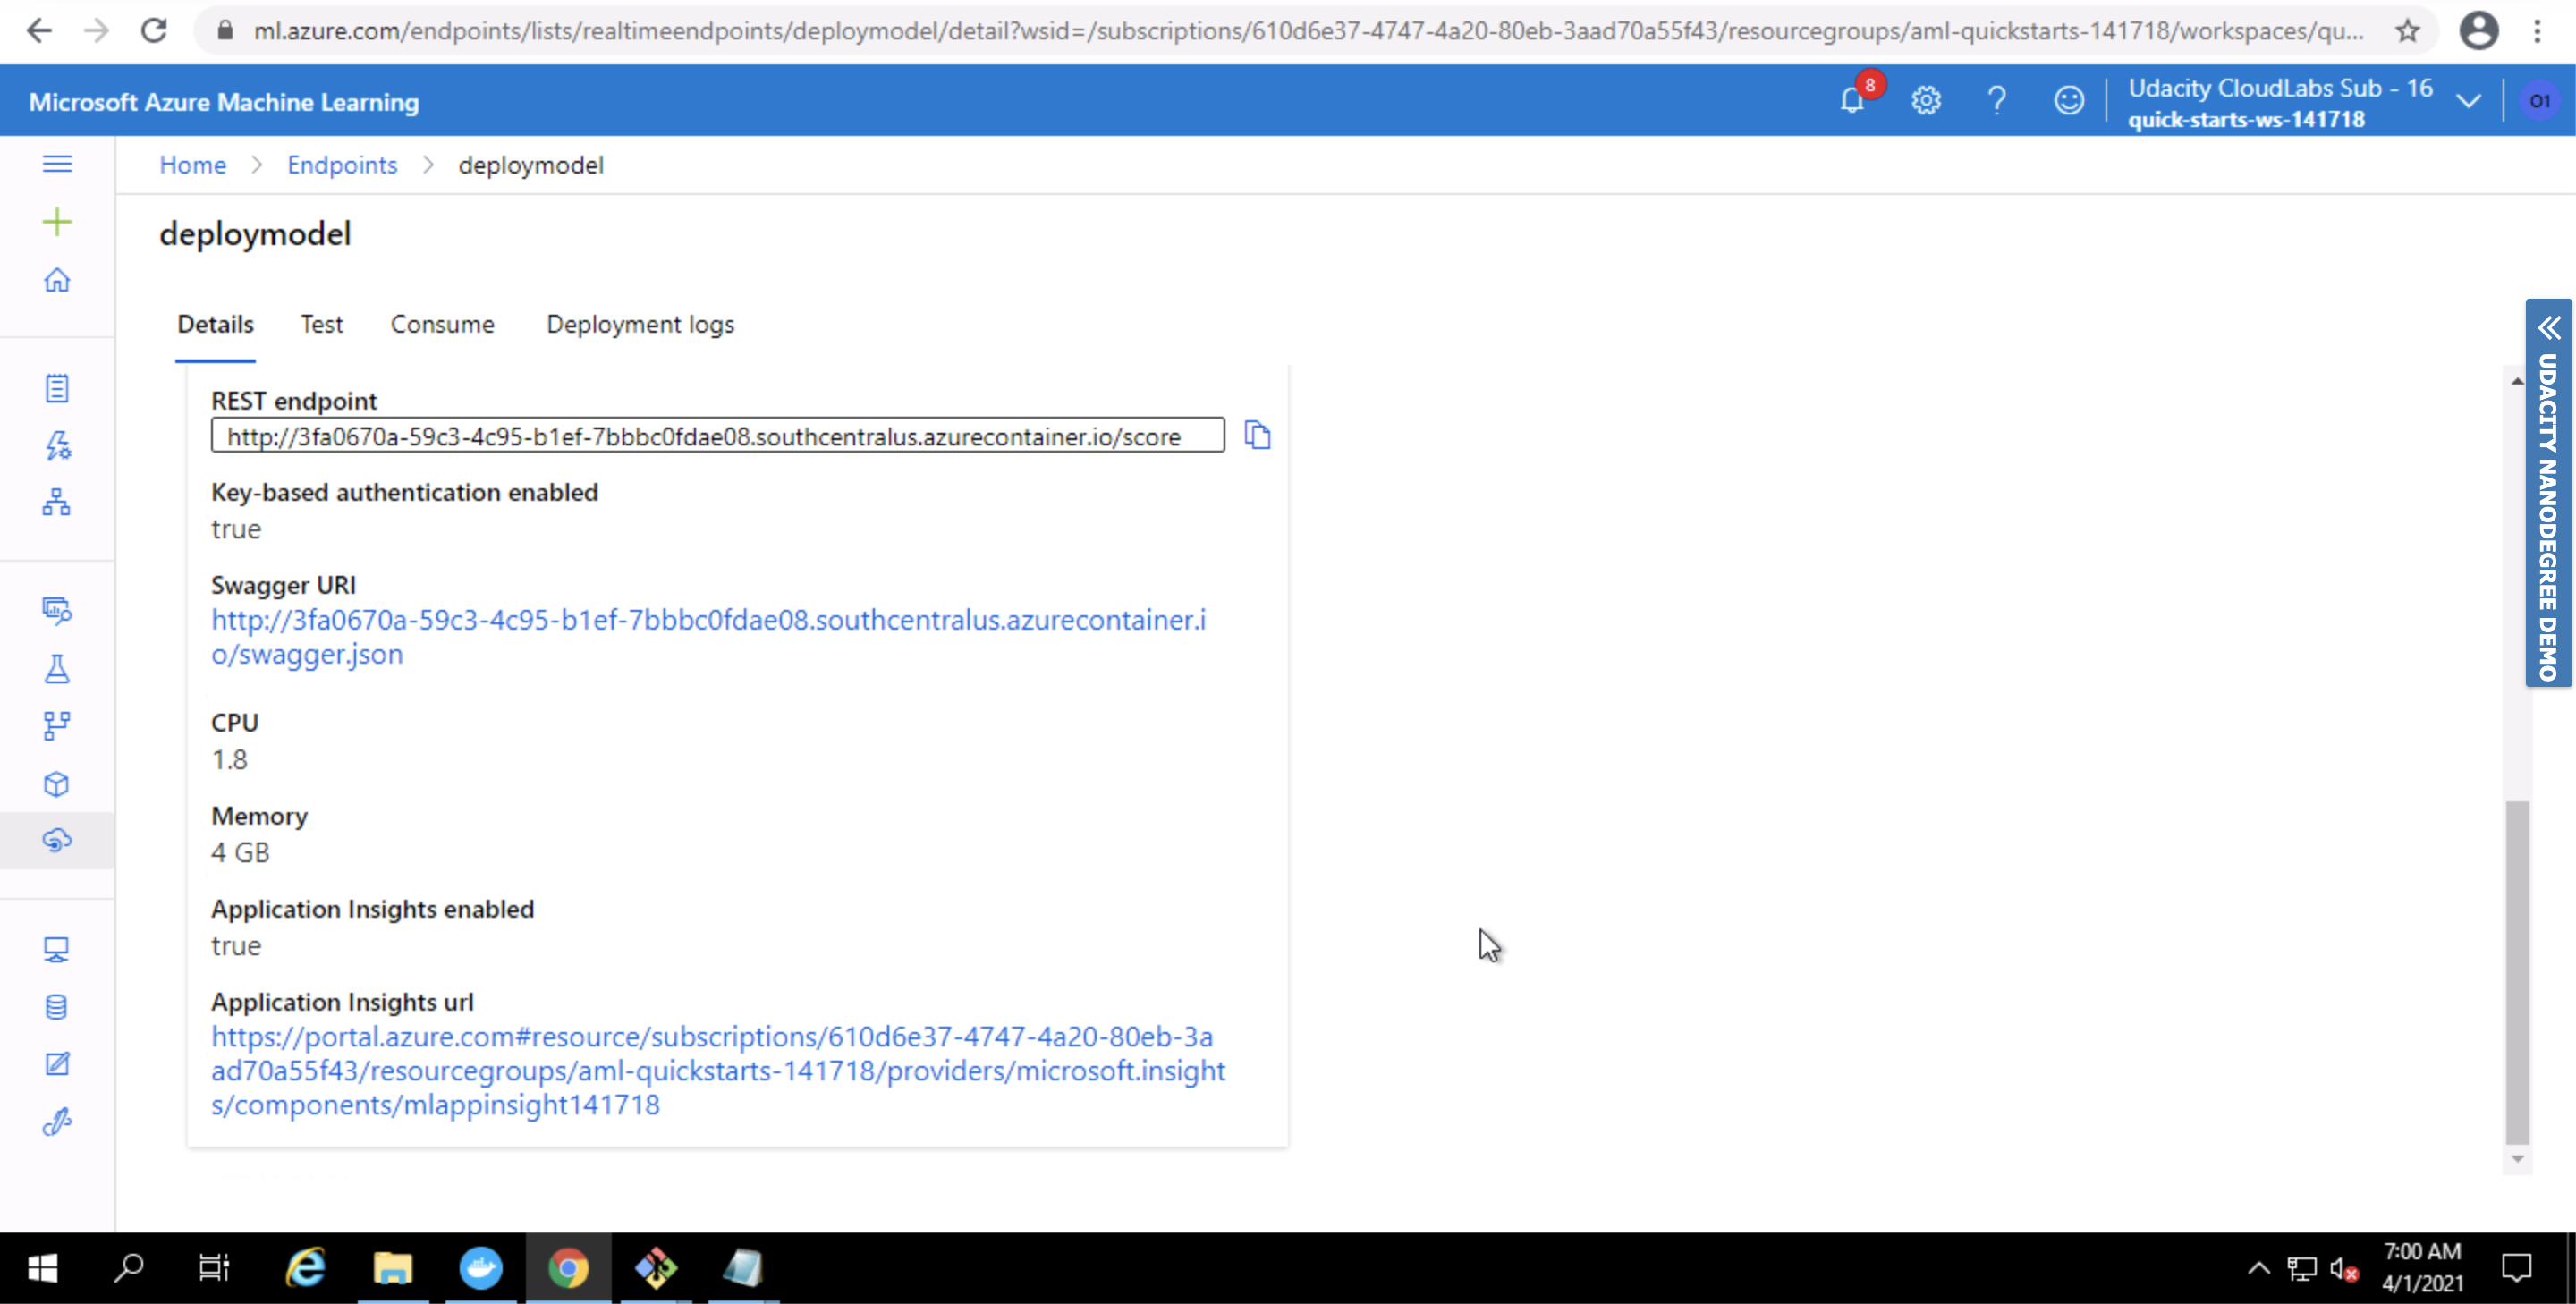 ml.azure.com/endpoints/lists/realtimeendpoints/deploymodel/detail?wsid=/subscriptions/610d6e37-4747-4a20-80eb-3aad70a55f43/resourcegroups/aml-quickstarts-141718/workspaces/qu...
Microsoft Azure Machine Learning
8
Udacity CloudLabs Sub - 16
quick-starts-ws-141718
O1
Home > Endpoints > deploymodel
deploymodel
Details Test Consume Deployment logs
REST endpoint
http://3fa0670a-59c3-4c95-b1ef-7bbbc0fdae08.southcentralus.azurecontainer.io/score
Key-based authentication enabled
true
Swagger URI
http://3fa0670a-59c3-4c95-b1ef-7bbbc0fdae08.southcentralus.azurecontainer.i
o/swagger.json
CPU
1.8
Memory
4 GB
Application Insights enabled
true
Application Insights url
https://portal.azure.com#resource/subscriptions/610d6e37-4747-4a20-80eb-3a
ad70a55f43/resourcegroups/aml-quickstarts-141718/providers/microsoft.insight
s/components/mlappinsight141718
UDACITY NANODEGREE DEMO
7:00 AM
4/1/2021